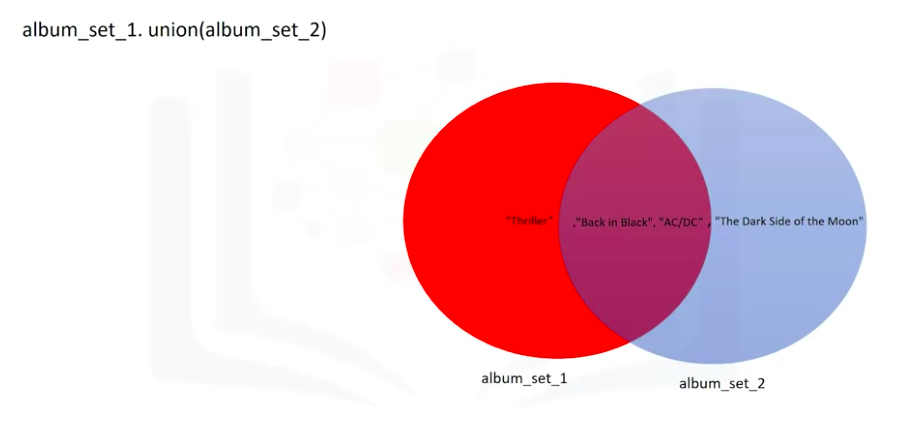 album_set_1. union(album_set_2)
"Thriller" ,"Back in Black", "AC/DC" , "The Dark Side of the Moon"
album_set_1
album_set_2